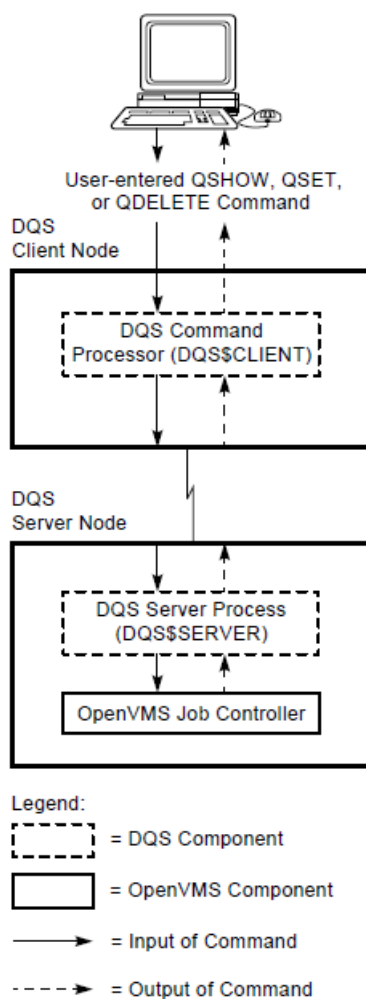 User-entered QSHOW, QSET,
or QDELETE Command
DQS
Client Node
DQS Command
Processor (DQS$CLIENT)
DQS
Server Node
DQS Server Process
(DQS$SERVER)
OpenVMS Job Controller
Legend:
= DQS Component
= OpenVMS Component
= Input of Command
= Output of Command